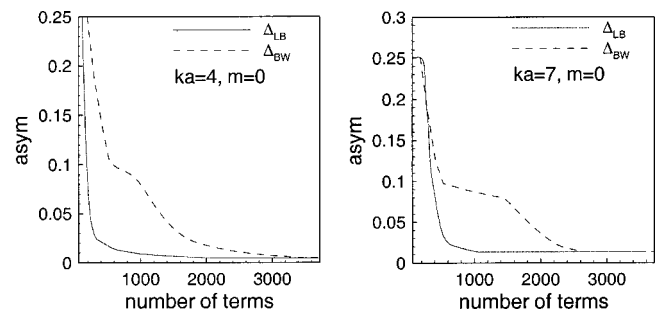 0.25
0.2
0.15
0.1
0.05
0
asym
Δ_LB
Δ_BW
ka=4, m=0
1000
2000
3000
number of terms
0.3
0.25
0.2
0.15
0.1
0.05
0
asym
Δ_LB
Δ_BW
ka=7, m=0
1000
2000
3000
number of terms